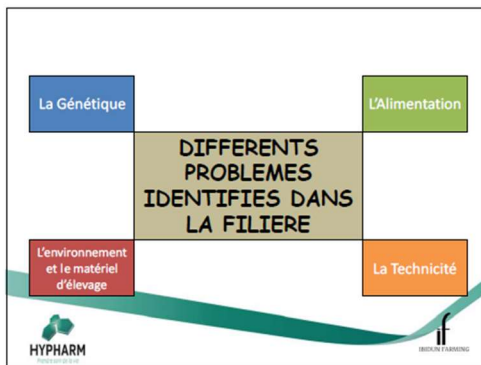 La Génétique
L'Alimentation
DIFFERENTS
PROBLEMES
IDENTIFIES DANS
LA FILIERE
L'environnement
et le matériel
d'élevage
La Technicité
HYPHARM
if
IBIDUN FARMING